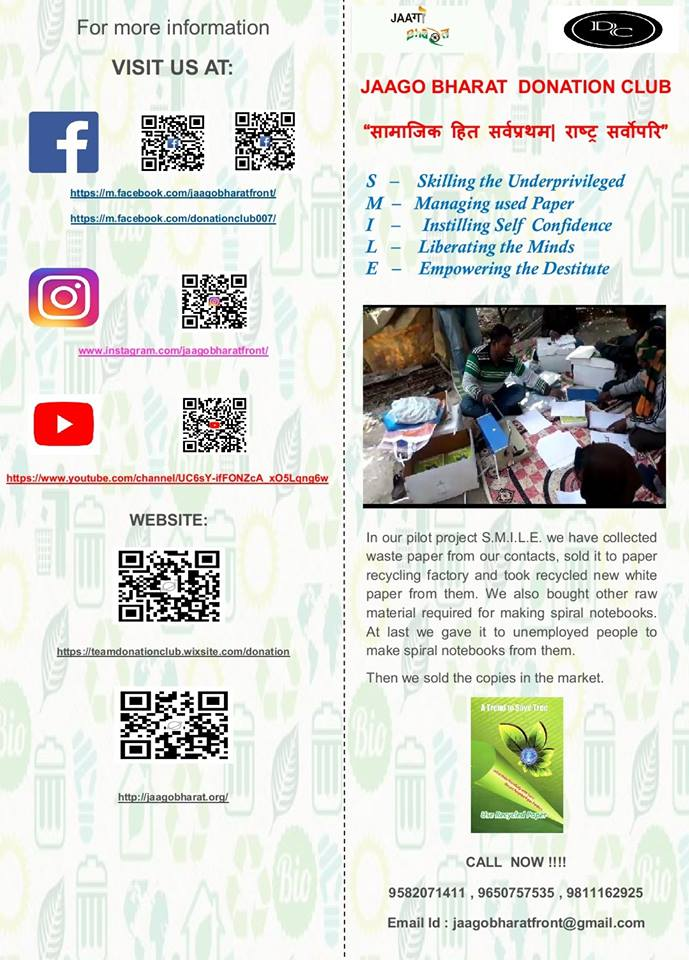 For more information
VISIT US AT:
https://m.facebook.com/jaagobharatfront/
https://m.facebook.com/donationclub007/
www.instagram.com/jaagobharatfront/
https://www.youtube.com/channel/UC6sY-ifFONZcA_xO5Lqng6w
WEBSITE:
https://teamdonationclub.wixsite.com/donation
http://jaagobharat.org/
JAAGO
DC
JAAGO BHARAT DONATION CLUB
“सामाजिक हित सर्वप्रथम| राष्ट्र सर्वोपरि”
S – Skilling the Underprivileged
M – Managing used Paper
I – Instilling Self Confidence
L – Liberating the Minds
E – Empowering the Destitute
In our pilot project S.M.I.L.E. we have collected
waste paper from our contacts, sold it to paper
recycling factory and took recycled new white
paper from them. We also bought other raw
material required for making spiral notebooks.
At last we gave it to unemployed people to
make spiral notebooks from them.
Then we sold the copies in the market.
A Trend to Save Tree
Use Recycled Paper
CALL NOW !!!!
9582071411 , 9650757535 , 9811162925
Email Id : jaagobharatfront@gmail.com
Bio
Bio